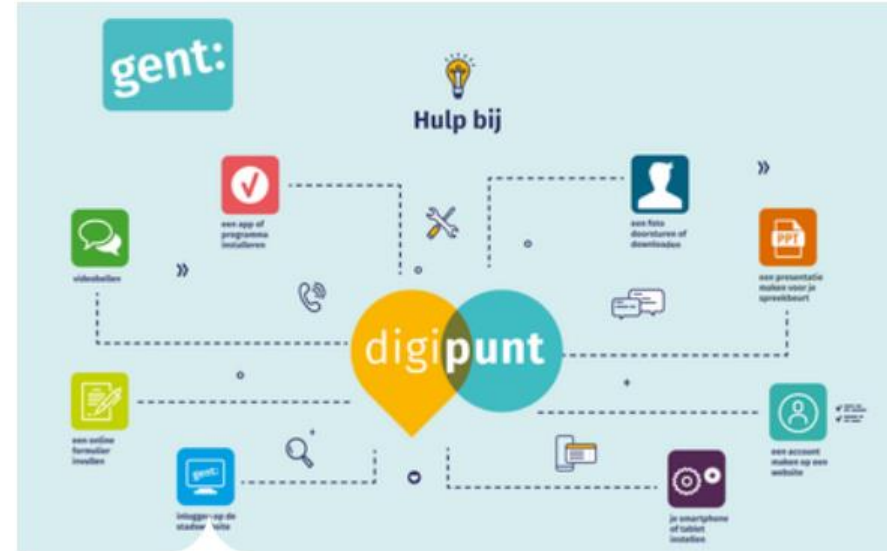 gent:
Hulp bij
een app of
programma
installeren
een foto
doorsturen of
downloaden
PPT
videobellen
een presentatie
maken voor je
spreekbeurt
digipunt
een online
formulier
invullen
gent:
inloggen op de
een account
maken op een
website
je smartphone
of tablet
instellen